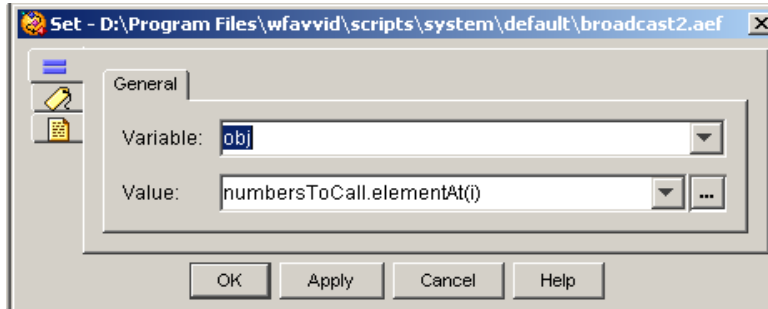 Set - D:\Program Files\wfavvid\scripts\system\default\broadcast2.aef
General
Variable: obj
Value: numbersToCall.elementAt(i) ...
OK Apply Cancel Help